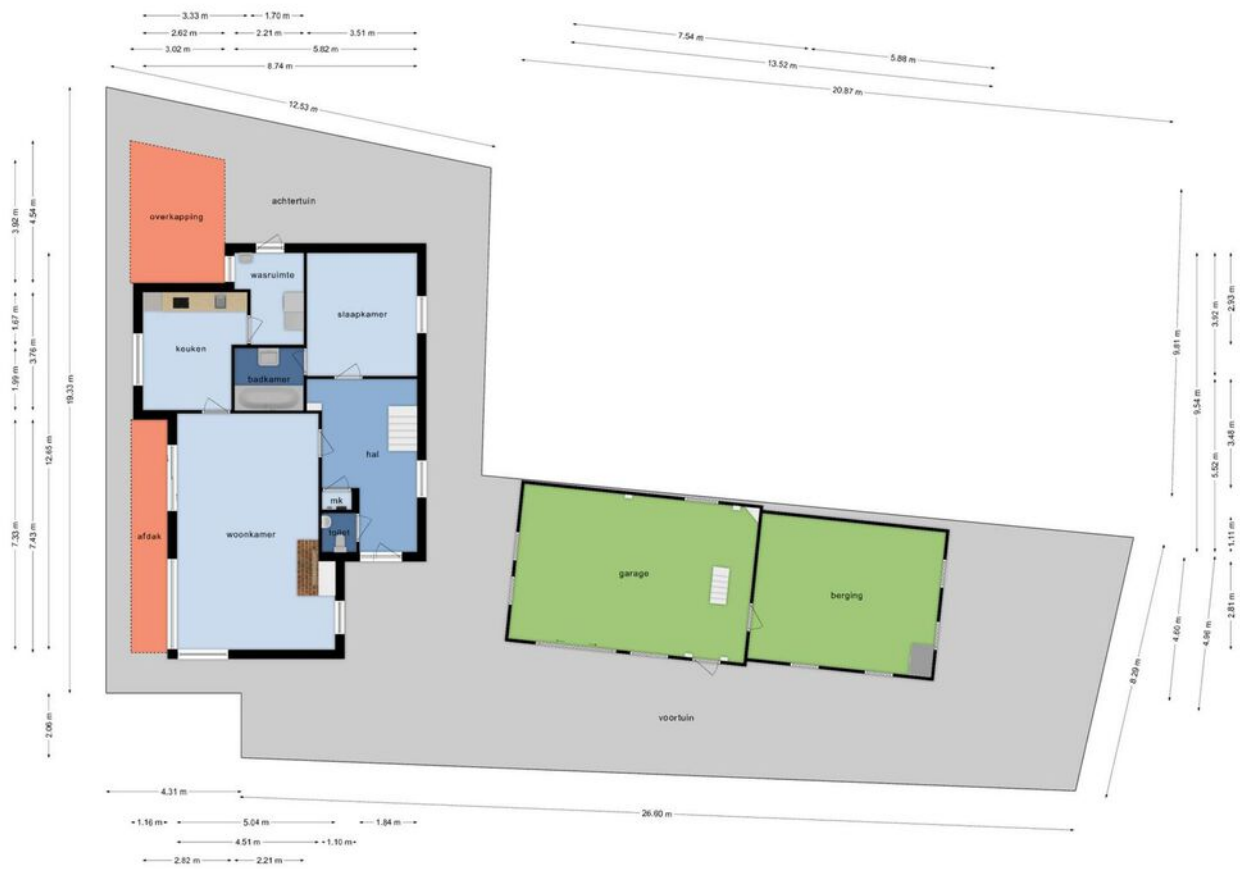 3.33 m
1.70 m
2.62 m
2.21 m
3.51 m
3.02 m
5.82 m
8.74 m
12.53 m
7.54 m
5.88 m
13.52 m
20.87 m
3.92 m
4.54 m
1.67 m
3.76 m
1.99 m
7.33 m
7.43 m
19.33 m
12.65 m
2.06 m
overkapping
achtertuin
wasruimte
slaapkamer
keuken
badkamer
hal
mk
toilet
afdak
woonkamer
garage
berging
voortuin
9.81 m
9.54 m
3.92 m
2.93 m
5.52 m
3.48 m
1.11 m
4.60 m
4.96 m
2.81 m
8.29 m
4.31 m
26.60 m
1.16 m
5.04 m
1.84 m
4.51 m
1.10 m
2.82 m
2.21 m